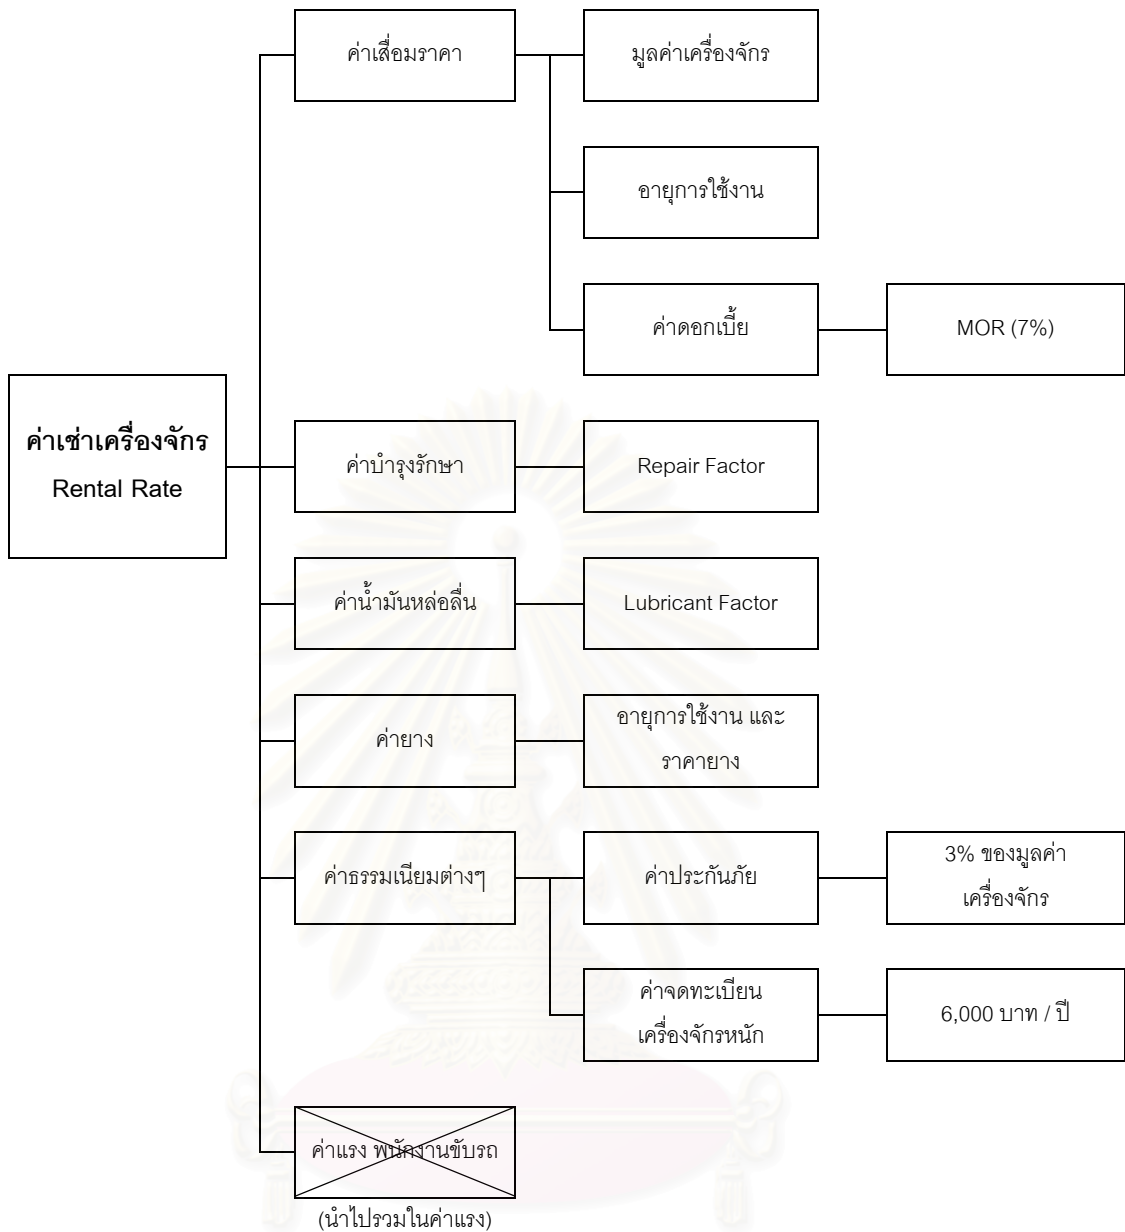 ค่าเสื่อมราคา
มูลค่าเครื่องจักร
อายุการใช้งาน
ค่าดอกเบี้ย
MOR (7%)
ค่าเช่าเครื่องจักร
Rental Rate
ค่าบำรุงรักษา
Repair Factor
ค่าน้ำมันหล่อลื่น
Lubricant Factor
ค่ายาง
อายุการใช้งาน และ
ราคายาง
ค่าธรรมเนียมต่างๆ
ค่าประกันภัย
3% ของมูลค่า
เครื่องจักร
ค่าจดทะเบียน
เครื่องจักรหนัก
6,000 บาท / ปี
ค่าแรง พนักงานขับรถ
(นำไปรวมในค่าแรง)